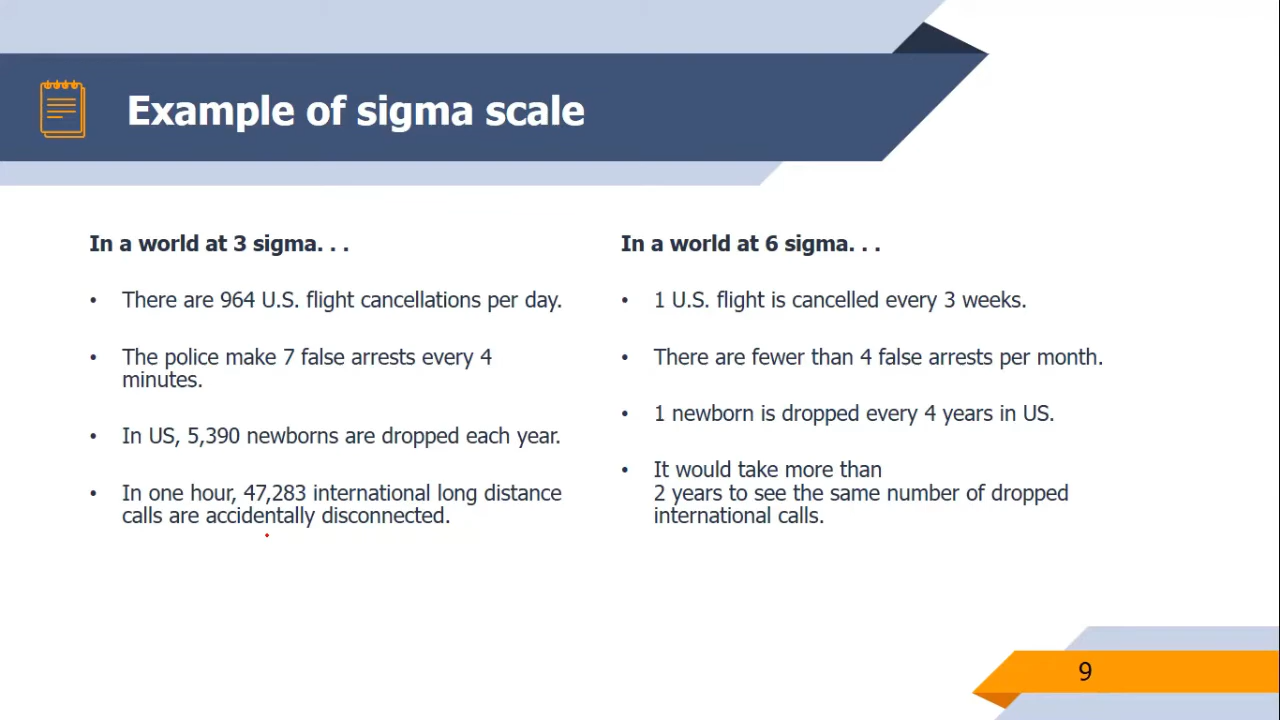 Example of sigma scale
In a world at 3 sigma. . .
• There are 964 U.S. flight cancellations per day.
• The police make 7 false arrests every 4
minutes.
• In US, 5,390 newborns are dropped each year.
• In one hour, 47,283 international long distance
calls are accidentally disconnected.
In a world at 6 sigma. . .
• 1 U.S. flight is cancelled every 3 weeks.
• There are fewer than 4 false arrests per month.
• 1 newborn is dropped every 4 years in US.
• It would take more than
2 years to see the same number of dropped
international calls.
9